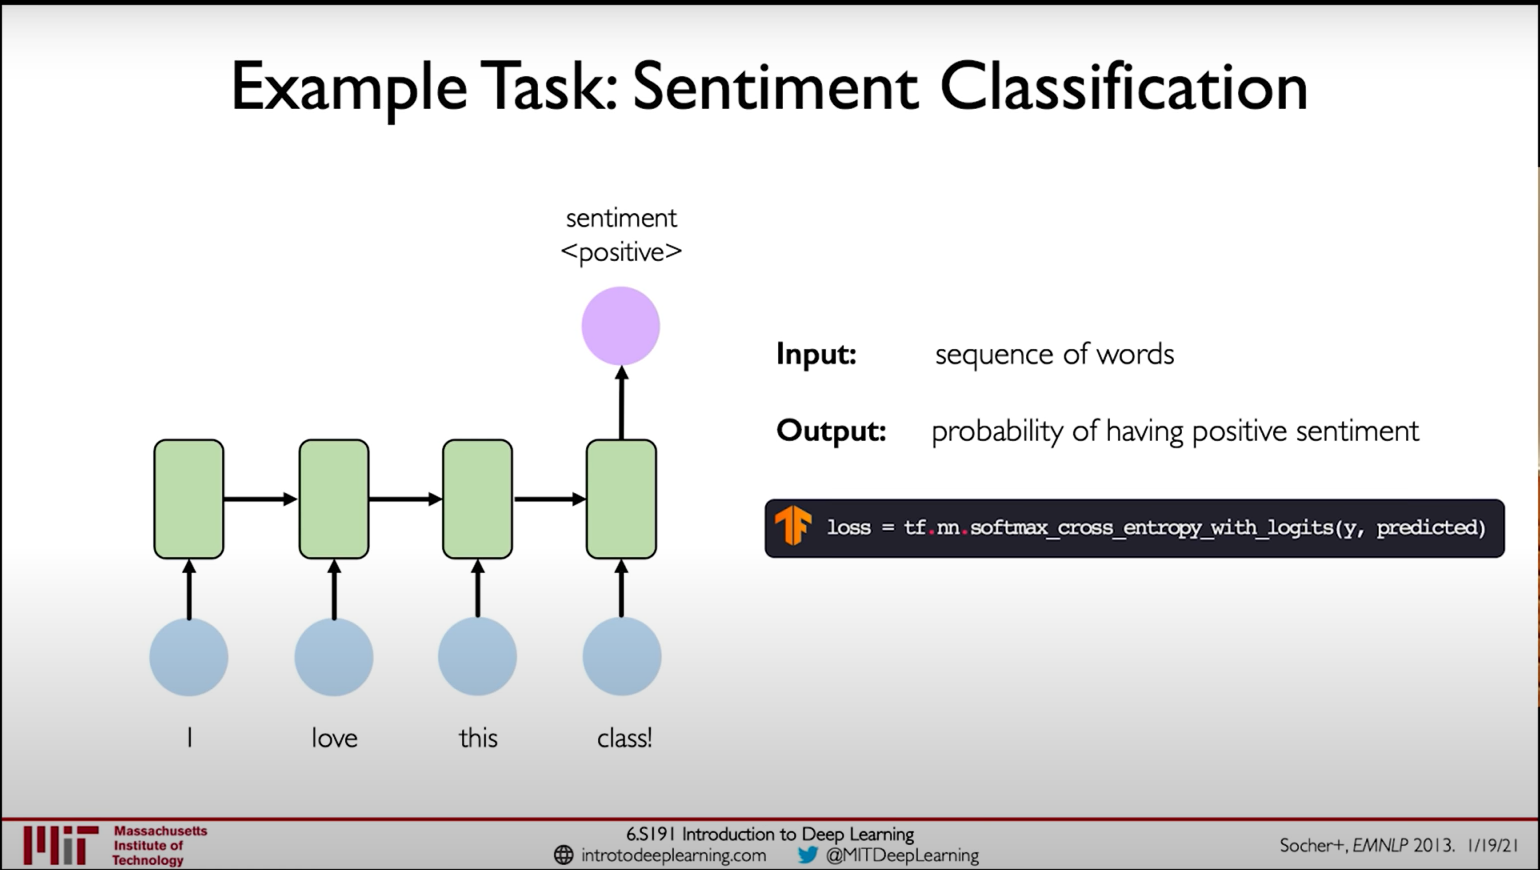 Example Task: Sentiment Classification
sentiment
<positive>
I love this class!
Input: sequence of words
Output: probability of having positive sentiment
loss = tf.nn.softmax_cross_entropy_with_logits(y, predicted)
Massachusetts
Institute of
Technology
6.S191 Introduction to Deep Learning
introtodeeplearning.com @MITDeepLearning
Socher+, EMNLP 2013. 1/19/21